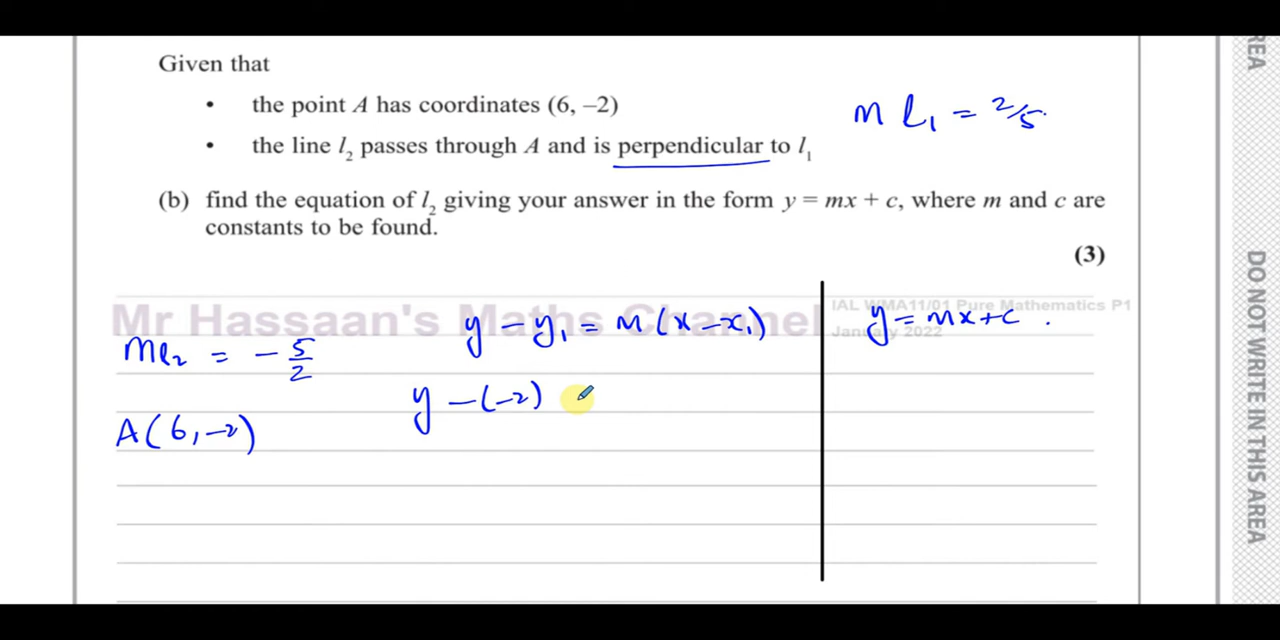 Given that
• the point A has coordinates (6, –2)
• the line l₂ passes through A and is perpendicular to l₁
m l₁ = 2/5.
(b) find the equation of l₂ giving your answer in the form y = mx + c, where m and c are
constants to be found.
(3)
Mr Hassaan's Maths Channel
IAL WMA11/01 Pure Mathematics P1
January 2022
ml₂ = - 5/2
A(6, -2)
y - y₁ = m(x - x₁)
y - (-2)
y = mx + c .
AREA
DO NOT WRITE IN THIS AREA